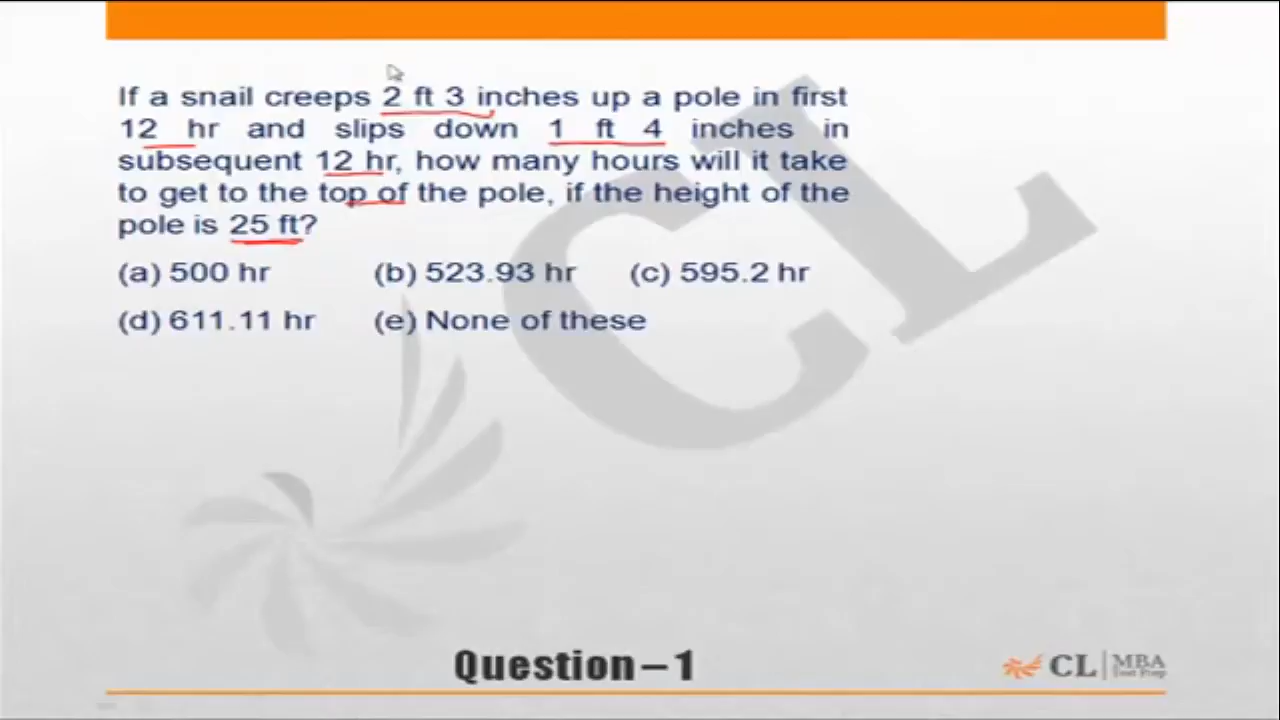 If a snail creeps 2 ft 3 inches up a pole in first
12 hr and slips down 1 ft 4 inches in
subsequent 12 hr, how many hours will it take
to get to the top of the pole, if the height of the
pole is 25 ft?
(a) 500 hr (b) 523.93 hr (c) 595.2 hr
(d) 611.11 hr (e) None of these
CL
Question – 1
CL MBA
Test Prep